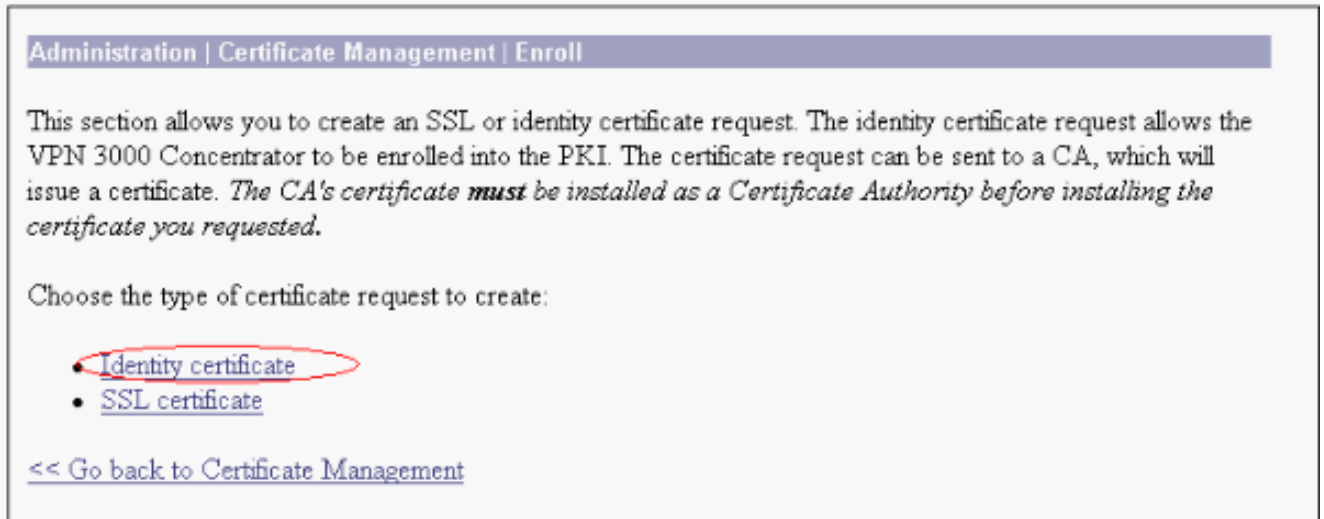 Administration | Certificate Management | Enroll
This section allows you to create an SSL or identity certificate request. The identity certificate request allows the
VPN 3000 Concentrator to be enrolled into the PKI. The certificate request can be sent to a CA, which will
issue a certificate. The CA's certificate must be installed as a Certificate Authority before installing the
certificate you requested.
Choose the type of certificate request to create:
• Identity certificate
• SSL certificate
<< Go back to Certificate Management